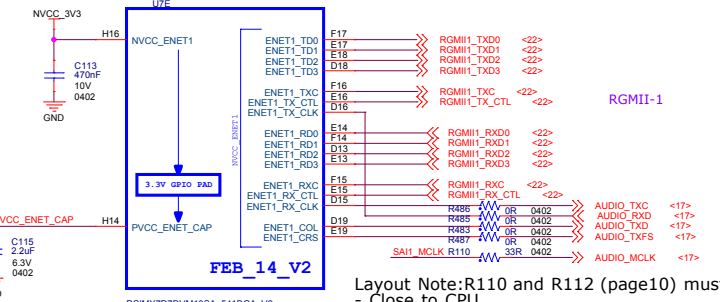 U7E
NVCC_3V3
H16
NVCC_ENET1
C113
470nF
10V
0402
GND
NVCC_ENET1
3.3V GPIO PAD
VCC_ENET_CAP
H14
PVCC_ENET_CAP
C115
2.2uF
6.3V
0402
FEB_14_V2
ENET1_TD0 F17 RGMII1_TXD0 <22>
ENET1_TD1 E17 RGMII1_TXD1 <22>
ENET1_TD2 E18 RGMII1_TXD2 <22>
ENET1_TD3 D18 RGMII1_TXD3 <22>
ENET1_TXC F16 RGMII1_TXC <22>
ENET1_TX_CTL E16 RGMII1_TX_CTL <22>
ENET1_TX_CLK D16
RGMII-1
ENET1_RD0 E14 RGMII1_RXD0 <22>
ENET1_RD1 F14 RGMII1_RXD1 <22>
ENET1_RD2 D13 RGMII1_RXD2 <22>
ENET1_RD3 E13 RGMII1_RXD3 <22>
ENET1_RXC F15 RGMII1_RXC <22>
ENET1_RX_CTL E15 RGMII1_RX_CTL <22>
ENET1_RX_CLK D15
R486 0R 0402 AUDIO_TXC <17>
R485 0R 0402 AUDIO_RXD <17>
ENET1_COL D19 R483 0R 0402 AUDIO_TXD <17>
ENET1_CRS E19 R487 0R 0402 AUDIO_TXFS <17>
SAI1_MCLK R110 33R 0402 AUDIO_MCLK <17>
Layout Note:R110 and R112 (page10) mus
- Close to CPU